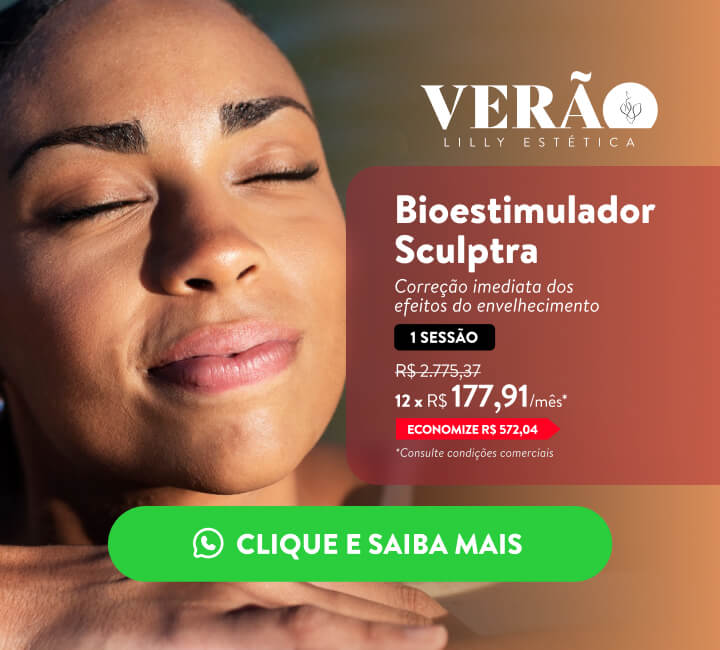 VERÃO
LILLY ESTÉTICA
Bioestimulador
Sculptra
Correção imediata dos
efeitos do envelhecimento
1 SESSÃO
R$ 2.775,37
12 x R$ 177,91/mês*
ECONOMIZE R$ 572,04
*Consulte condições comerciais
CLIQUE E SAIBA MAIS